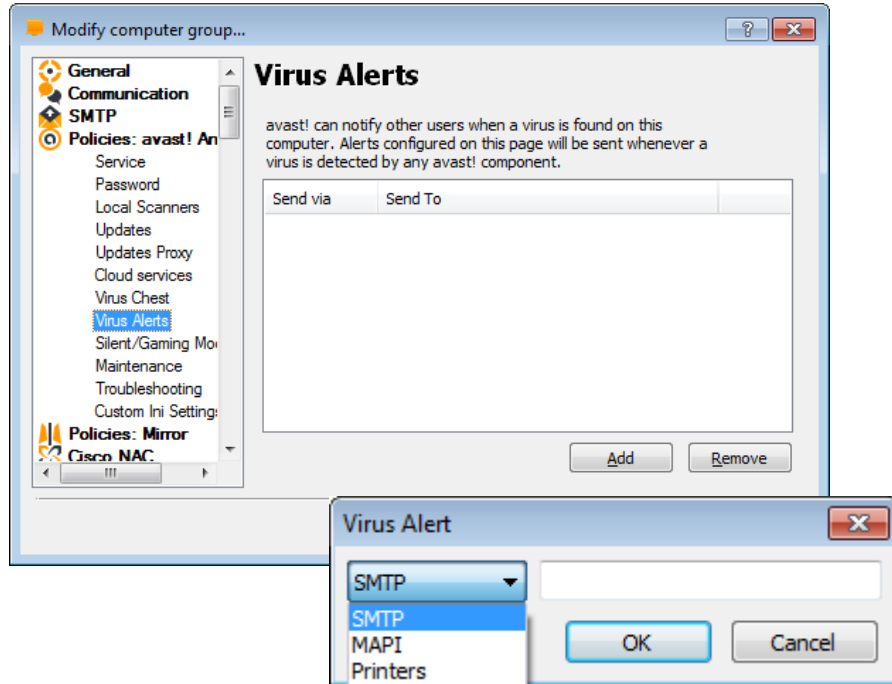 Modify computer group...
General
Communication
SMTP
Policies: avast! An
Service
Password
Local Scanners
Updates
Updates Proxy
Cloud services
Virus Chest
Virus Alerts
Silent/Gaming Mo
Maintenance
Troubleshooting
Custom Ini Settings
Policies: Mirror
Cisco NAC
Virus Alerts
avast! can notify other users when a virus is found on this
computer. Alerts configured on this page will be sent whenever a
virus is detected by any avast! component.
Send via Send To
Add Remove
Virus Alert
SMTP
SMTP
MAPI
Printers
OK Cancel